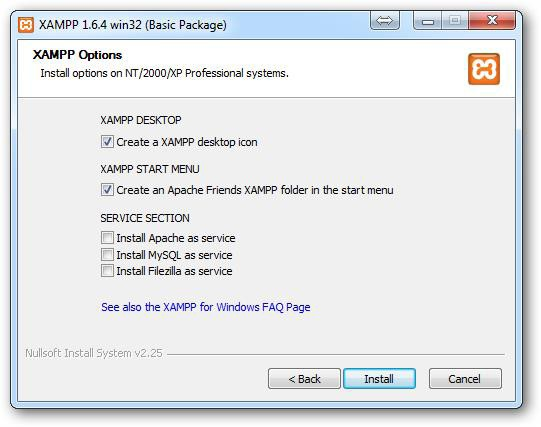 XAMPP 1.6.4 win32 (Basic Package)
XAMPP Options
Install options on NT/2000/XP Professional systems.
XAMPP DESKTOP
Create a XAMPP desktop icon
XAMPP START MENU
Create an Apache Friends XAMPP folder in the start menu
SERVICE SECTION
Install Apache as service
Install MySQL as service
Install Filezilla as service
See also the XAMPP for Windows FAQ Page
Nullsoft Install System v2.25
< Back Install Cancel